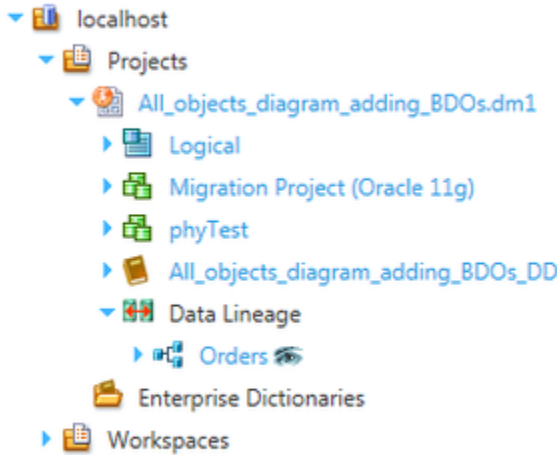 localhost
Projects
All_objects_diagram_adding_BDOs.dm1
Logical
Migration Project (Oracle 11g)
phyTest
All_objects_diagram_adding_BDOs_DD
Data Lineage
Orders
Enterprise Dictionaries
Workspaces